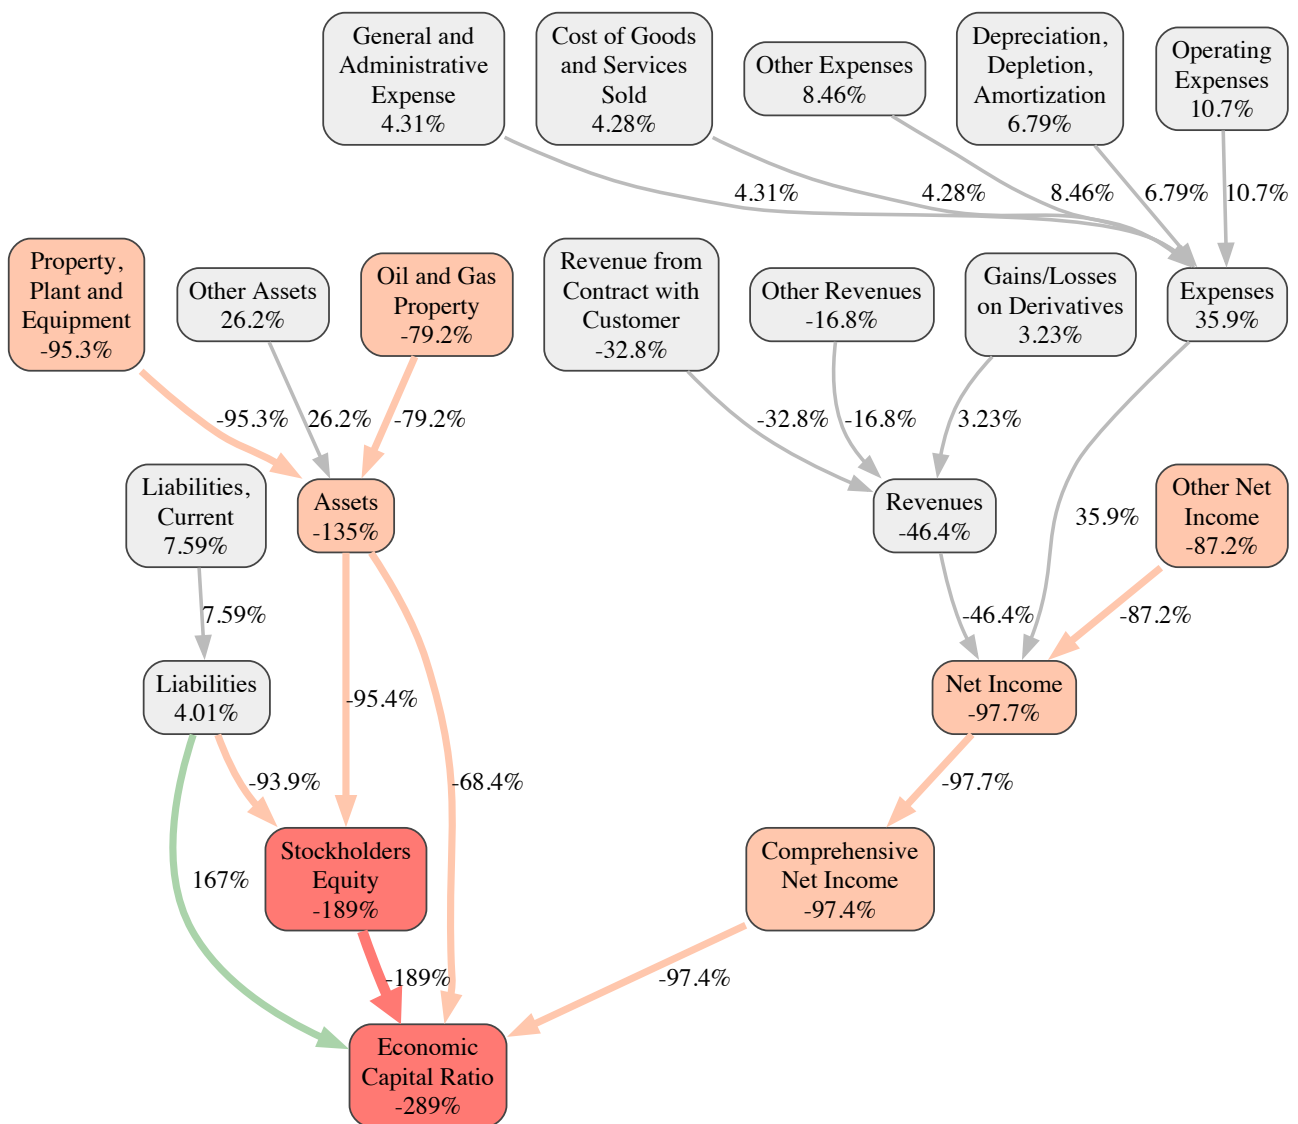 General and
Administrative
Expense
4.31%
Cost of Goods
and Services
Sold
4.28%
Other Expenses
8.46%
Depreciation,
Depletion,
Amortization
6.79%
Operating
Expenses
10.7%
4.31%
4.28%
8.46%
6.79%
10.7%
Property,
Plant and
Equipment
-95.3%
Other Assets
26.2%
Oil and Gas
Property
-79.2%
Revenue from
Contract with
Customer
-32.8%
Other Revenues
-16.8%
Gains/Losses
on Derivatives
3.23%
Expenses
35.9%
-95.3%
26.2%
-79.2%
-32.8%
-16.8%
3.23%
Liabilities,
Current
7.59%
Assets
-135%
Revenues
-46.4%
35.9%
Other Net
Income
-87.2%
7.59%
-46.4%
-87.2%
Liabilities
4.01%
-95.4%
Net Income
-97.7%
-93.9%
-68.4%
-97.7%
167%
Stockholders
Equity
-189%
Comprehensive
Net Income
-97.4%
-189%
-97.4%
Economic
Capital Ratio
-289%